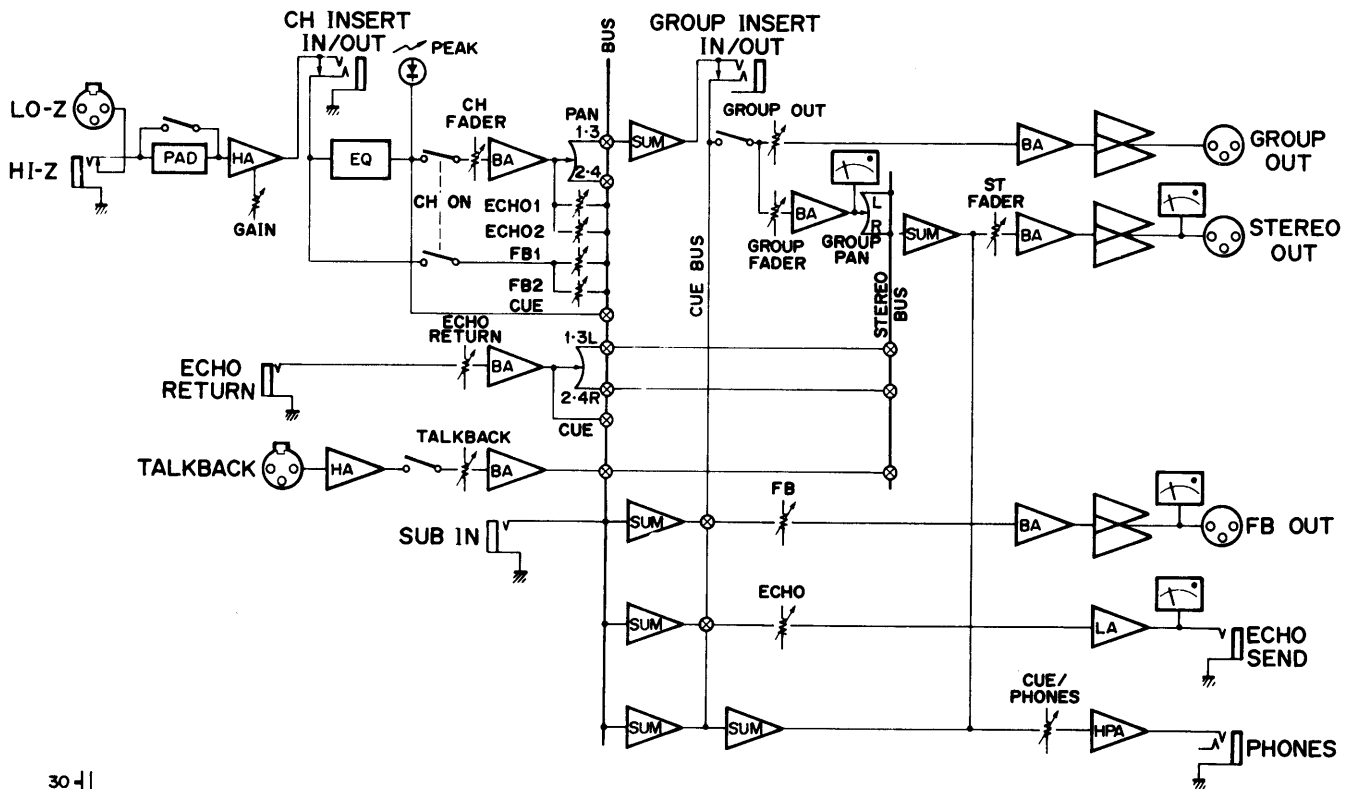 CH INSERT
IN/OUT
PEAK
BUS
GROUP INSERT
IN/OUT
LO-Z
HI-Z
PAD
HA
GAIN
EQ
CH ON
CH
FADER
BA
PAN
1·3
2·4
ECHO1
ECHO2
FB1
FB2
CUE
SUM
GROUP OUT
BA
GROUP
OUT
CUE BUS
GROUP
FADER
BA
L
R
GROUP
PAN
STEREO
BUS
SUM
ST
FADER
BA
STEREO
OUT
ECHO
RETURN
ECHO
RETURN
BA
1·3L
2·4R
CUE
TALKBACK
HA
TALKBACK
BA
SUB IN
SUM
FB
BA
FB OUT
SUM
ECHO
LA
ECHO
SEND
SUM
SUM
CUE/
PHONES
HPA
PHONES
30